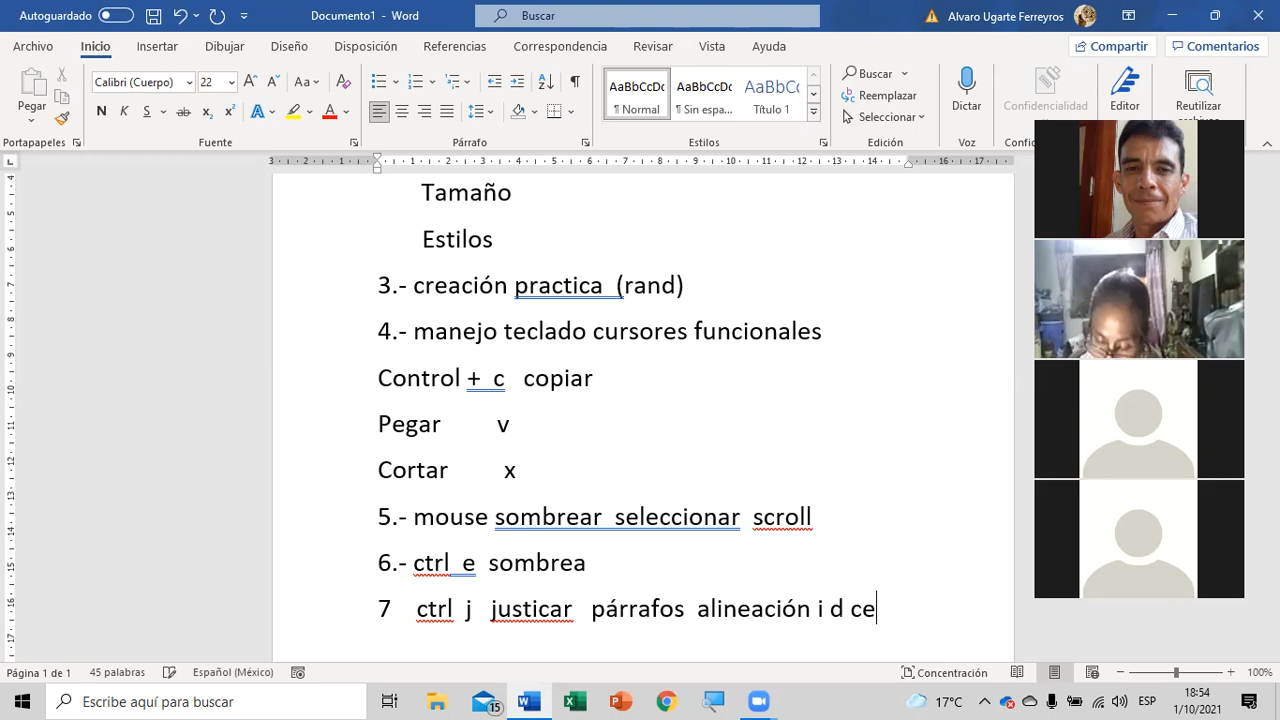 Autoguardado
Documento1 - Word
Buscar
Alvaro Ugarte Ferreyros
Archivo Inicio Insertar Dibujar Diseño Disposición Referencias Correspondencia Revisar Vista Ayuda
Compartir Comentarios
Pegar
Calibri (Cuerpo) 22
AaBbCcDc AaBbCcDc AaBbCc
¶ Normal ¶ Sin espa... Título 1
Buscar
Reemplazar
Seleccionar
Dictar Confidencialidad Editor Reutilizar
Portapapeles Fuente Párrafo Estilos Edición Voz
Tamaño
Estilos
3.- creación practica (rand)
4.- manejo teclado cursores funcionales
Control + c copiar
Pegar v
Cortar x
5.- mouse sombrear seleccionar scroll
6.- ctrl e sombrea
7 ctrl j justicar párrafos alineación i d ce
Página 1 de 1 45 palabras Español (México) Concentración 100%
Escribe aquí para buscar
15
17°C
ESP
18:54
1/10/2021